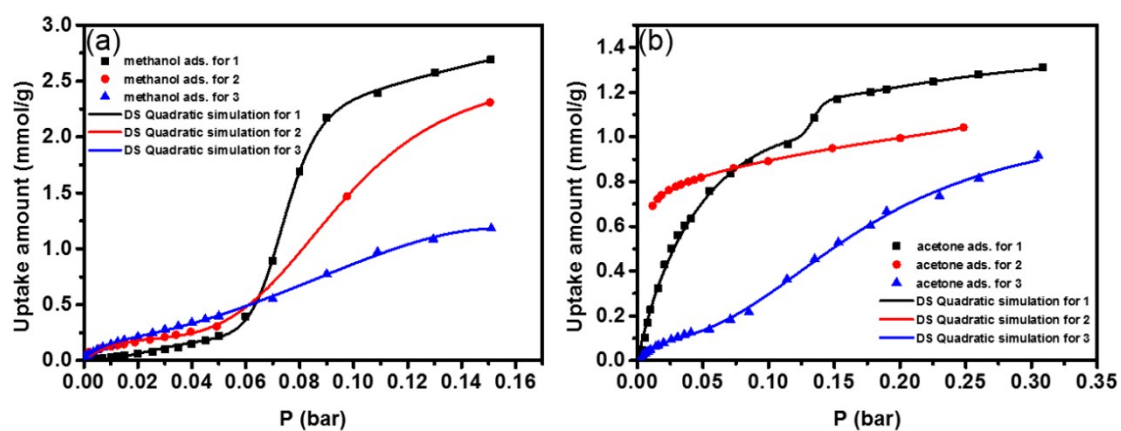 (a)
3.0
2.5
2.0
1.5
1.0
0.5
0.0
Uptake amount (mmol/g)
methanol ads. for 1
methanol ads. for 2
methanol ads. for 3
DS Quadratic simulation for 1
DS Quadratic simulation for 2
DS Quadratic simulation for 3
0.00 0.02 0.04 0.06 0.08 0.10 0.12 0.14 0.16
P (bar)
(b)
1.4
1.2
1.0
0.8
0.6
0.4
0.2
0.0
Uptake amount (mmol/g)
acetone ads. for 1
acetone ads. for 2
acetone ads. for 3
DS Quadratic simulation for 1
DS Quadratic simulation for 2
DS Quadratic simulation for 3
0.00 0.05 0.10 0.15 0.20 0.25 0.30 0.35
P (bar)